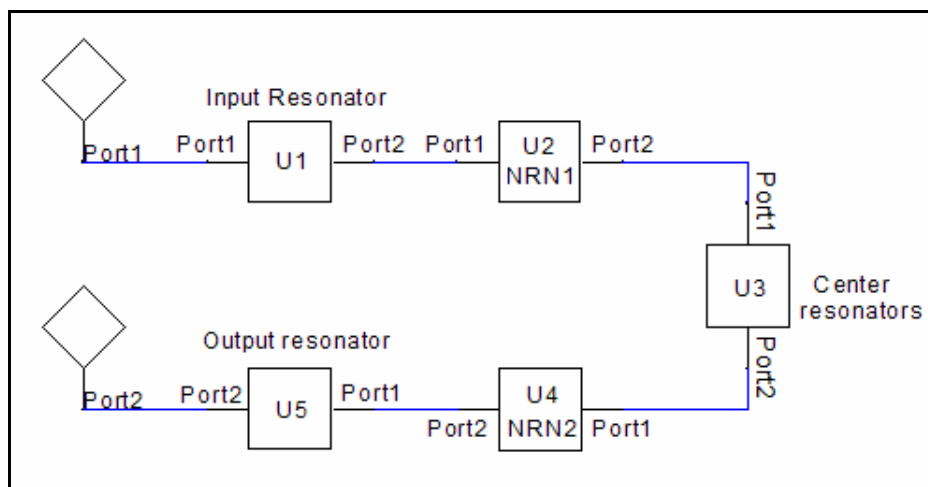 Input Resonator
Port1 Port1 U1 Port2 Port1 U2 Port2
NRN1
Port1
U3 Center
resonators
Port2
Output resonator
Port2 Port2 U5 Port1 Port2 U4 Port1
NRN2